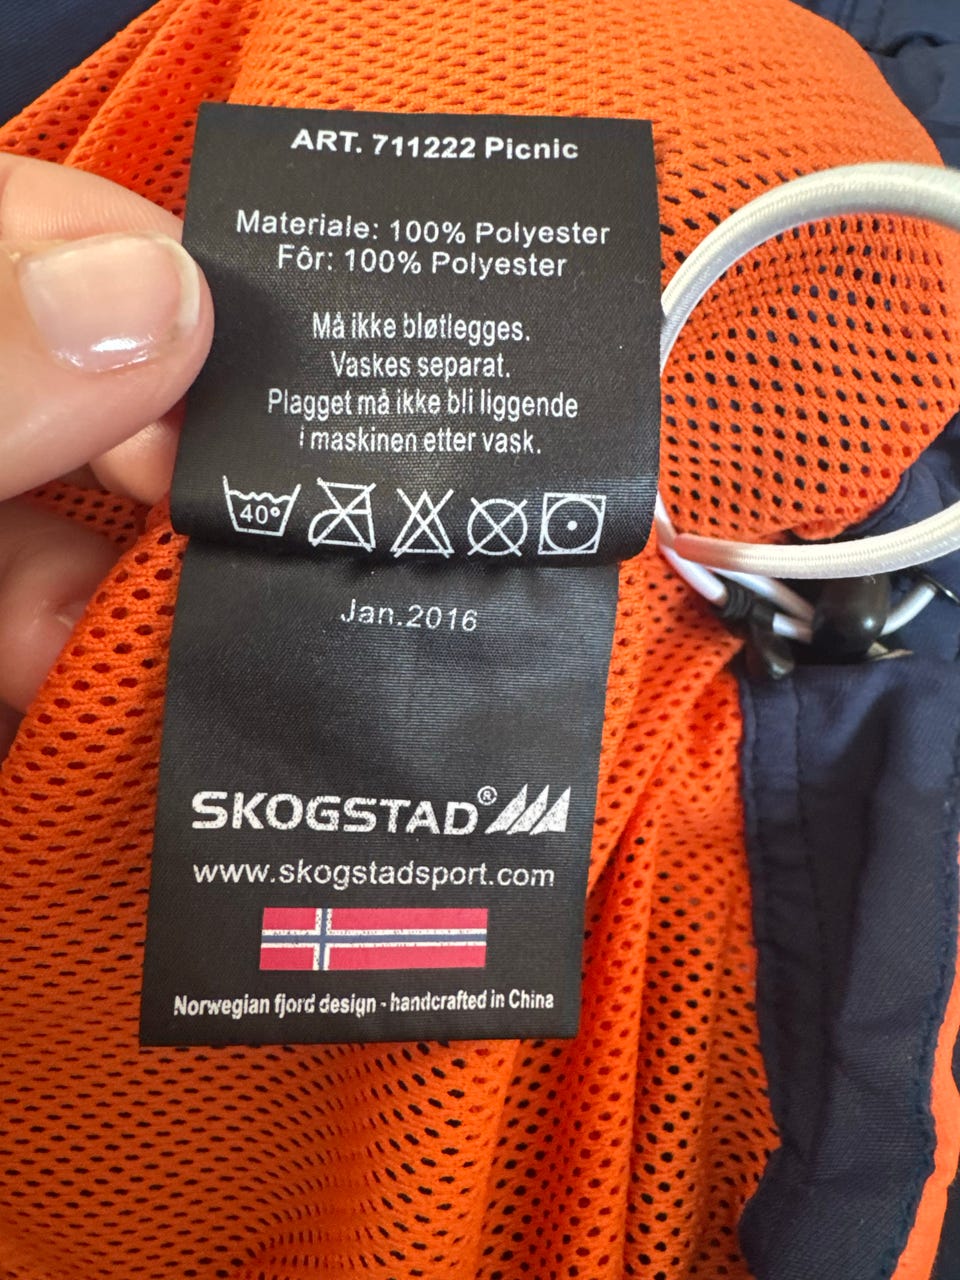 ART. 711222 Picnic
Materiale: 100% Polyester
Fôr: 100% Polyester
Må ikke bløtlegges.
Vaskes separat.
Plagget må ikke bli liggende
i maskinen etter vask.
40°
Jan.2016
SKOGSTAD®
www.skogstadsport.com
Norwegian fjord design - handcrafted in China